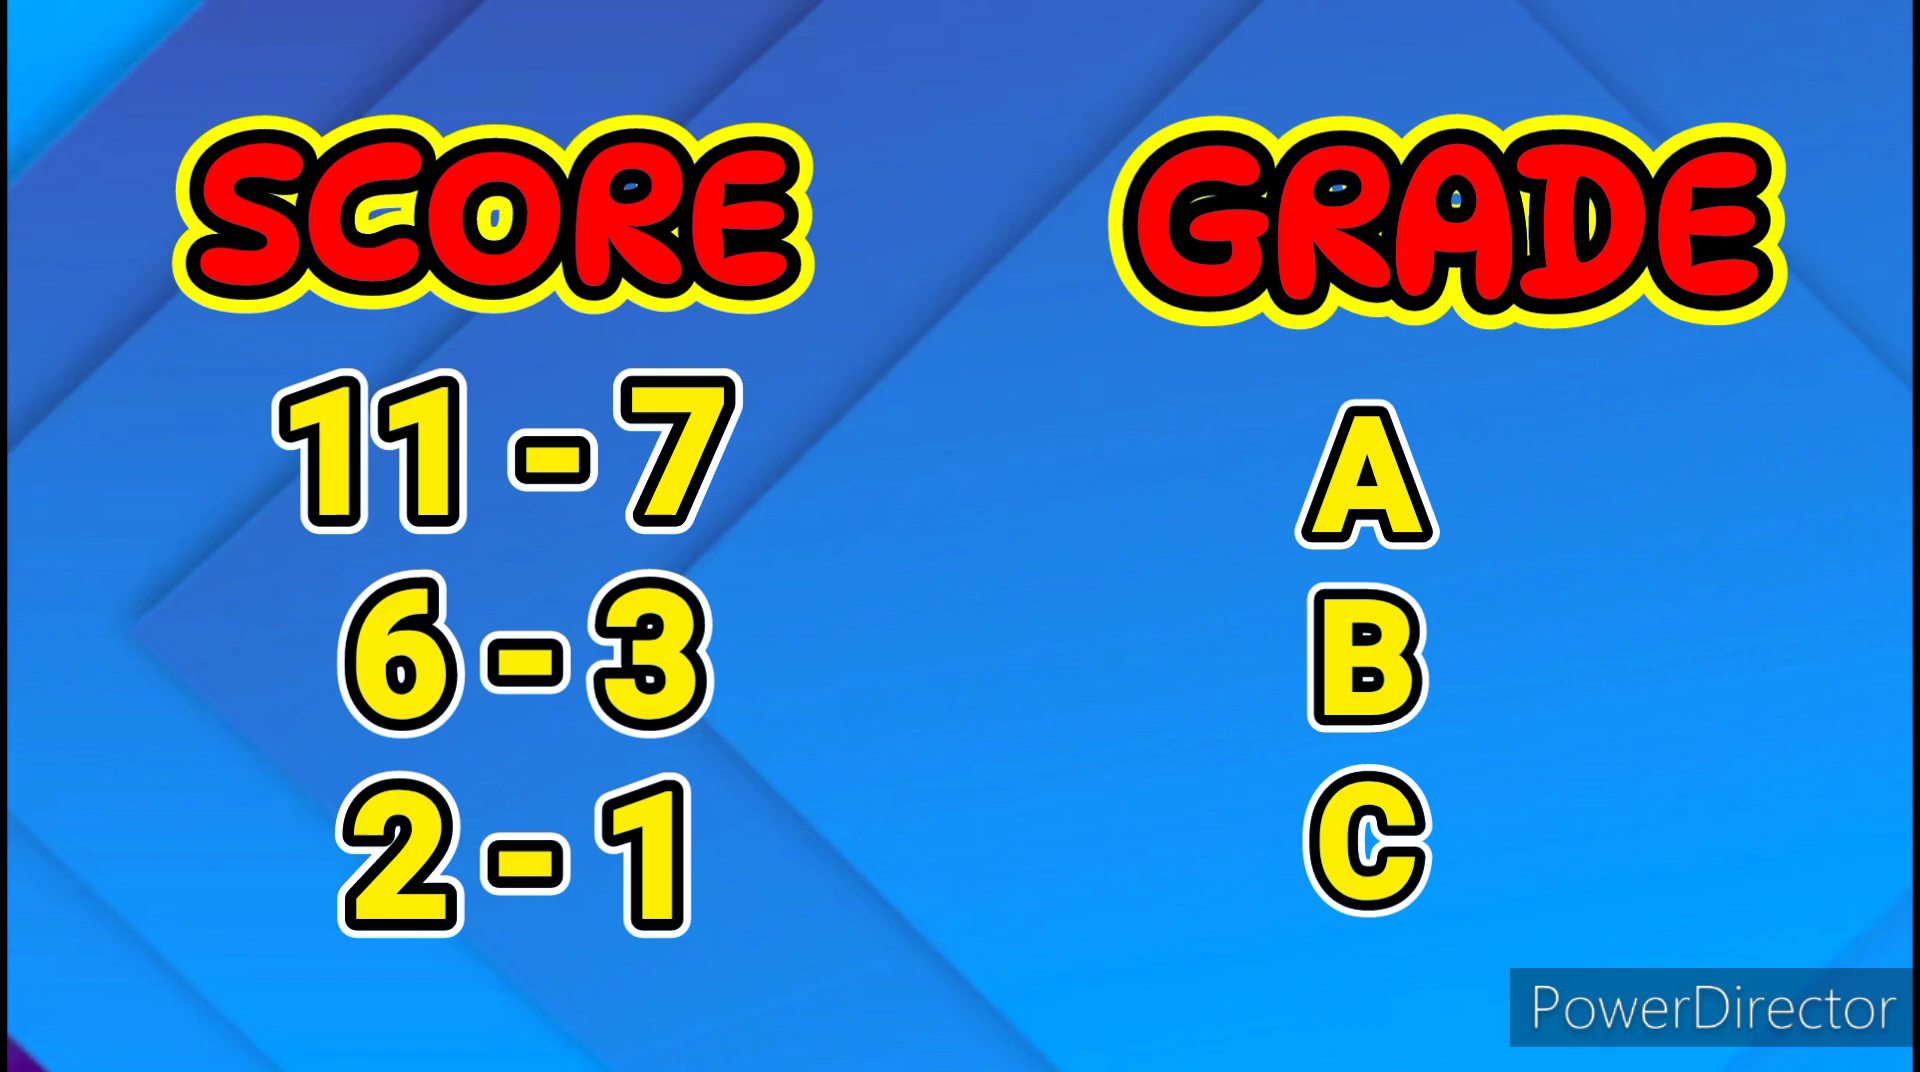 SCORE GRADE
11 - 7 A
6 - 3 B
2 - 1 C
PowerDirector